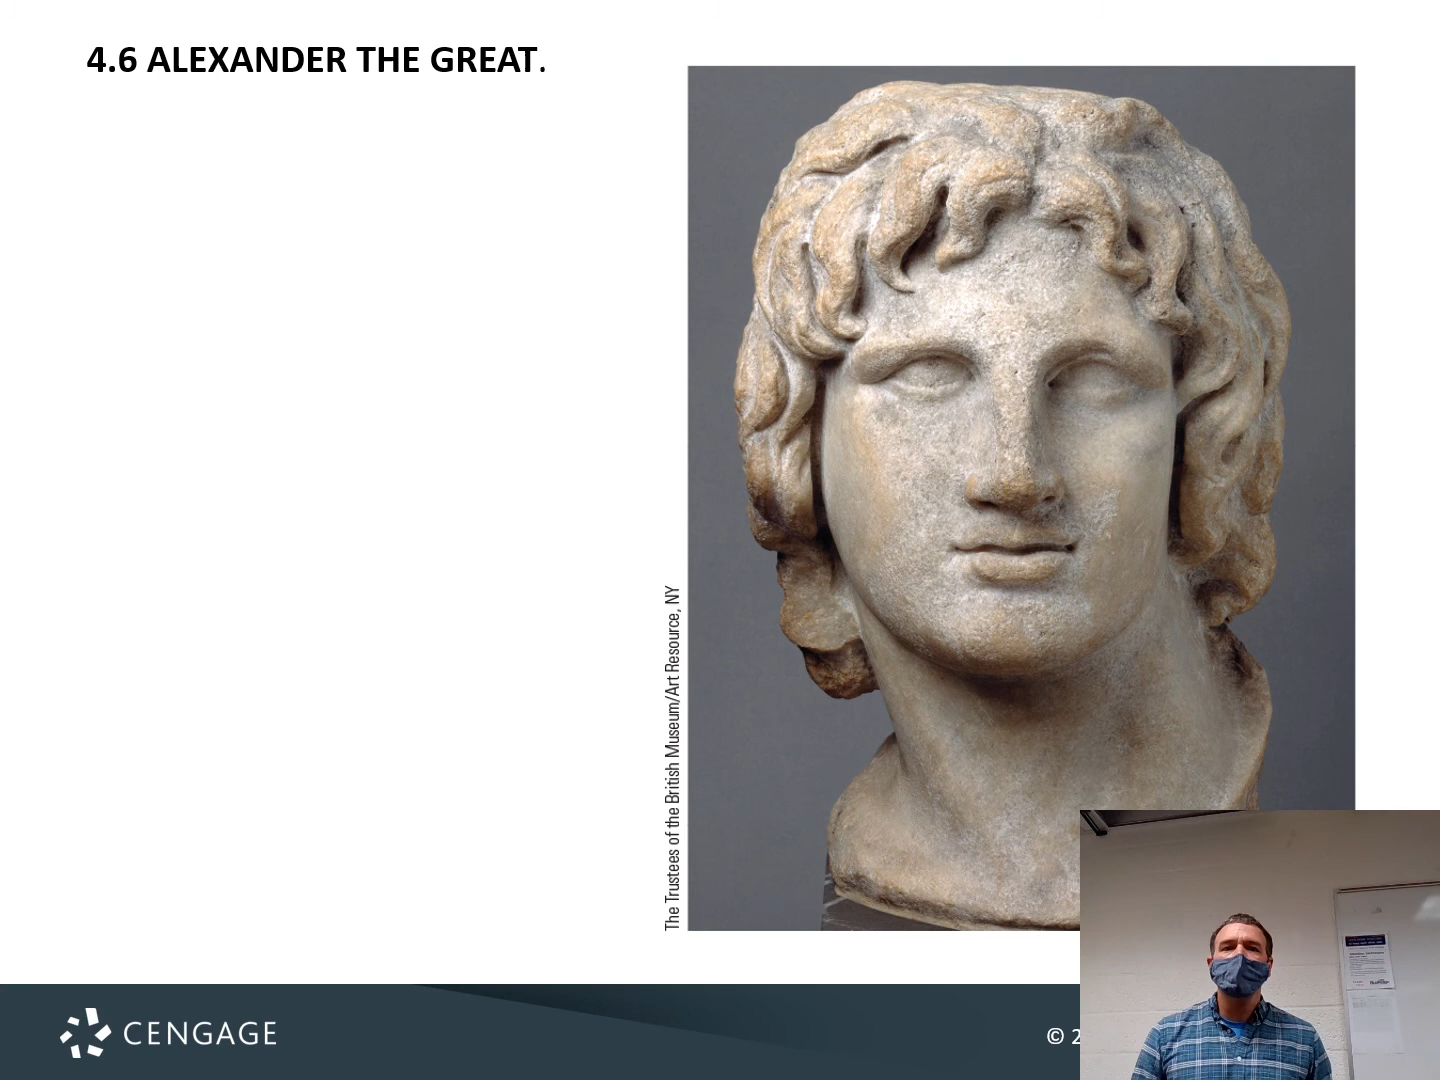 4.6 ALEXANDER THE GREAT.
The Trustees of the British Museum/Art Resource, NY
CENGAGE
© 2